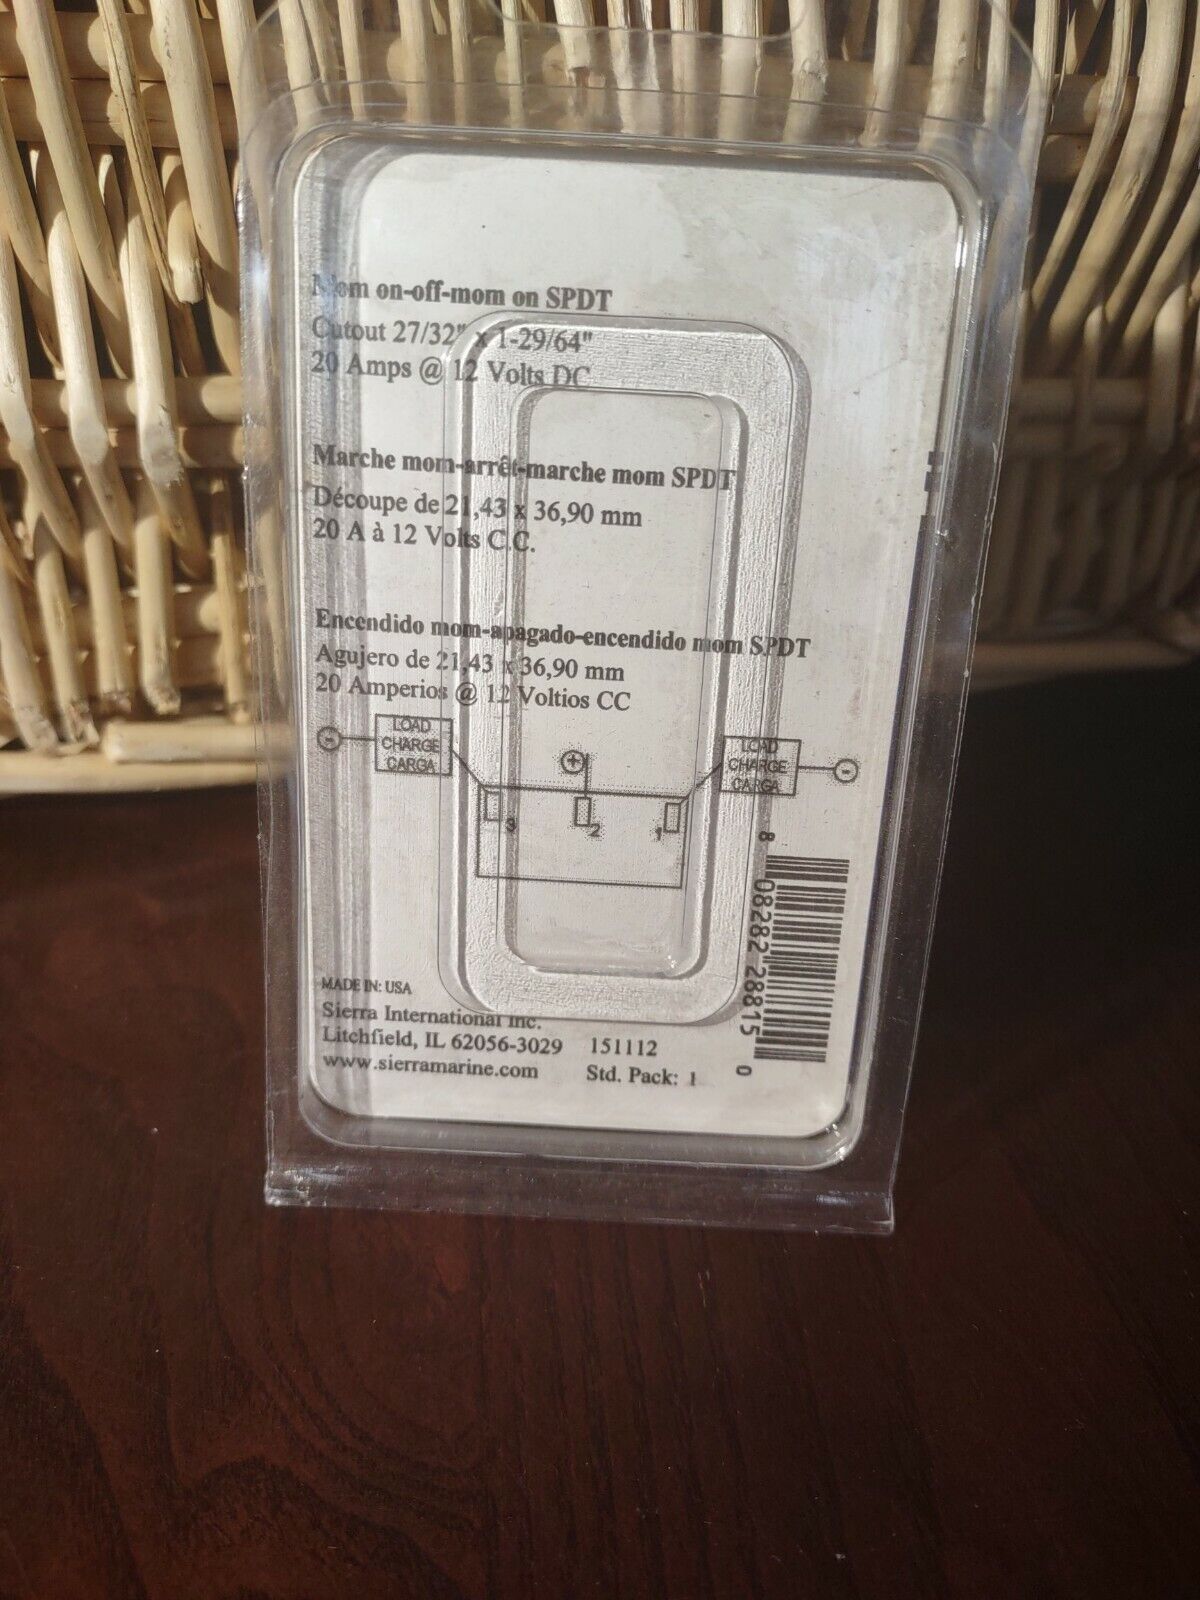 Mom on-off-mom on SPDT
Cutout 27/32" x 1-29/64"
20 Amps @ 12 Volts DC
Marche mom-arrêt-marche mom SPDT
Découpe de 21,43 x 36,90 mm
20 A à 12 Volts C.C.
Encendido mom-apagado-encendido mom SPDT
Agujero de 21,43 x 36,90 mm
20 Amperios @ 12 Voltios CC
- LOAD CHARGE CARGA
+
LOAD CHARGE CARGA -
3 2 1
8 08282 28815 0
MADE IN: USA
Sierra International Inc.
Litchfield, IL 62056-3029 151112
www.sierramarine.com Std. Pack: 1